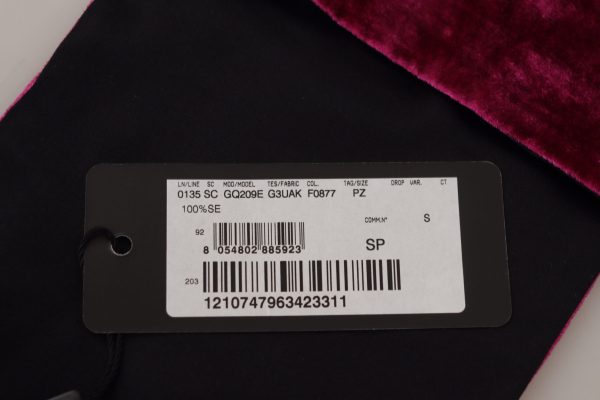 LN/LINE SC MOD/MODEL TES/FABRIC COL. TAG/SIZE DROP VAR. CT
0135 SC GQ209E G3UAK F0877 PZ
100%SE
COMM.N° S
92
8 054802 885923
SP
203
1210747963423311